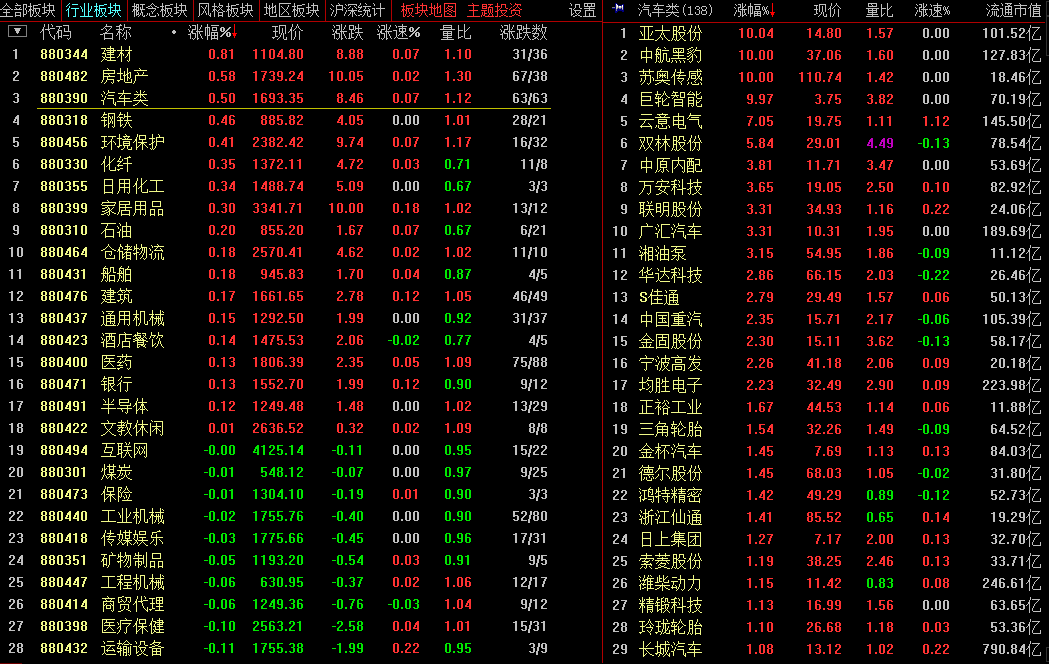 全部板块 行业板块 概念板块 风格板块 地区板块 沪深统计 板块地图 主题投资 设置
代码 名称 · 涨幅%↓ 现价 涨跌 涨速% 量比 涨跌数
1 880344 建材 0.81 1104.80 8.88 0.07 1.10 31/36
2 880482 房地产 0.58 1739.24 10.05 0.02 1.30 67/38
3 880390 汽车类 0.50 1693.35 8.46 0.07 1.12 63/63
4 880318 钢铁 0.46 885.82 4.05 0.00 1.01 28/21
5 880456 环境保护 0.41 2382.42 9.74 0.07 1.17 16/32
6 880330 化纤 0.35 1372.11 4.72 0.03 0.71 11/8
7 880355 日用化工 0.34 1488.74 5.09 0.00 0.67 3/3
8 880399 家居用品 0.30 3341.71 10.00 0.18 1.02 13/12
9 880310 石油 0.20 855.20 1.67 0.07 0.67 6/21
10 880464 仓储物流 0.18 2570.41 4.62 0.02 1.02 11/10
11 880431 船舶 0.18 945.83 1.70 0.04 0.87 4/5
12 880476 建筑 0.17 1661.65 2.78 0.12 1.05 46/49
13 880437 通用机械 0.15 1292.50 1.99 0.00 0.92 31/37
14 880423 酒店餐饮 0.14 1475.53 2.06 -0.02 0.77 4/5
15 880400 医药 0.13 1806.39 2.35 0.05 1.09 75/88
16 880471 银行 0.13 1552.70 1.99 0.12 0.90 9/12
17 880491 半导体 0.12 1249.48 1.48 0.00 1.02 13/29
18 880422 文教休闲 0.01 2636.52 0.32 0.02 1.09 8/8
19 880494 互联网 -0.00 4125.14 -0.11 0.00 0.95 15/22
20 880301 煤炭 -0.01 548.12 -0.07 0.00 0.97 9/25
21 880473 保险 -0.01 1304.10 -0.19 0.01 0.90 3/3
22 880440 工业机械 -0.02 1755.76 -0.40 0.00 0.90 52/80
23 880418 传媒娱乐 -0.03 1775.66 -0.45 0.00 0.96 17/31
24 880351 矿物制品 -0.05 1193.20 -0.54 0.03 0.91 9/5
25 880447 工程机械 -0.06 630.95 -0.37 0.02 1.06 12/17
26 880414 商贸代理 -0.06 1249.36 -0.76 -0.03 1.04 9/12
27 880398 医疗保健 -0.10 2563.21 -2.58 0.04 1.01 15/31
28 880432 运输设备 -0.11 1755.38 -1.99 0.22 0.95 3/9
汽车类(138) 涨幅%↓ 现价 量比 涨速% 流通市值
1 亚太股份 10.04 14.80 1.57 0.00 101.52亿
2 中航黑豹 10.00 37.06 1.60 0.00 127.83亿
3 苏奥传感 10.00 110.74 1.42 0.00 18.46亿
4 巨轮智能 9.97 3.75 3.82 0.00 70.19亿
5 云意电气 7.05 19.75 1.11 1.12 145.50亿
6 双林股份 5.84 29.01 4.49 -0.13 78.54亿
7 中原内配 3.81 11.71 3.47 0.00 53.69亿
8 万安科技 3.65 19.05 2.50 0.10 82.92亿
9 联明股份 3.31 34.93 1.16 0.22 24.06亿
10 广汇汽车 3.31 10.31 1.95 0.00 189.69亿
11 湘油泵 3.15 54.95 1.86 -0.09 11.12亿
12 华达科技 2.86 66.15 2.03 -0.22 26.46亿
13 S佳通 2.79 29.49 1.57 0.06 50.13亿
14 中国重汽 2.35 15.71 2.17 -0.06 105.39亿
15 金固股份 2.30 15.11 3.62 -0.13 58.17亿
16 宁波高发 2.26 41.18 2.06 0.09 20.18亿
17 均胜电子 2.23 32.49 2.90 0.09 223.98亿
18 正裕工业 1.67 44.53 1.14 0.06 11.88亿
19 三角轮胎 1.54 32.26 1.49 -0.09 64.52亿
20 金杯汽车 1.45 7.69 1.13 0.13 84.03亿
21 德尔股份 1.45 68.03 1.05 -0.02 31.80亿
22 鸿特精密 1.42 49.29 0.89 -0.12 52.73亿
23 浙江仙通 1.41 85.52 0.65 0.14 19.29亿
24 日上集团 1.27 7.17 2.00 0.13 32.70亿
25 索菱股份 1.19 38.25 2.46 0.13 33.71亿
26 潍柴动力 1.15 11.42 0.83 0.08 246.61亿
27 精锻科技 1.13 16.99 1.56 0.00 63.65亿
28 玲珑轮胎 1.10 26.68 1.18 0.03 53.36亿
29 长城汽车 1.08 13.12 1.02 0.22 790.84亿